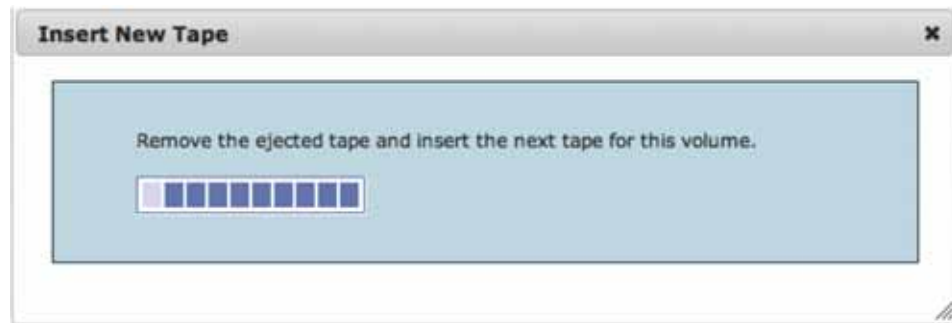 Insert New Tape
Remove the ejected tape and insert the next tape for this volume.